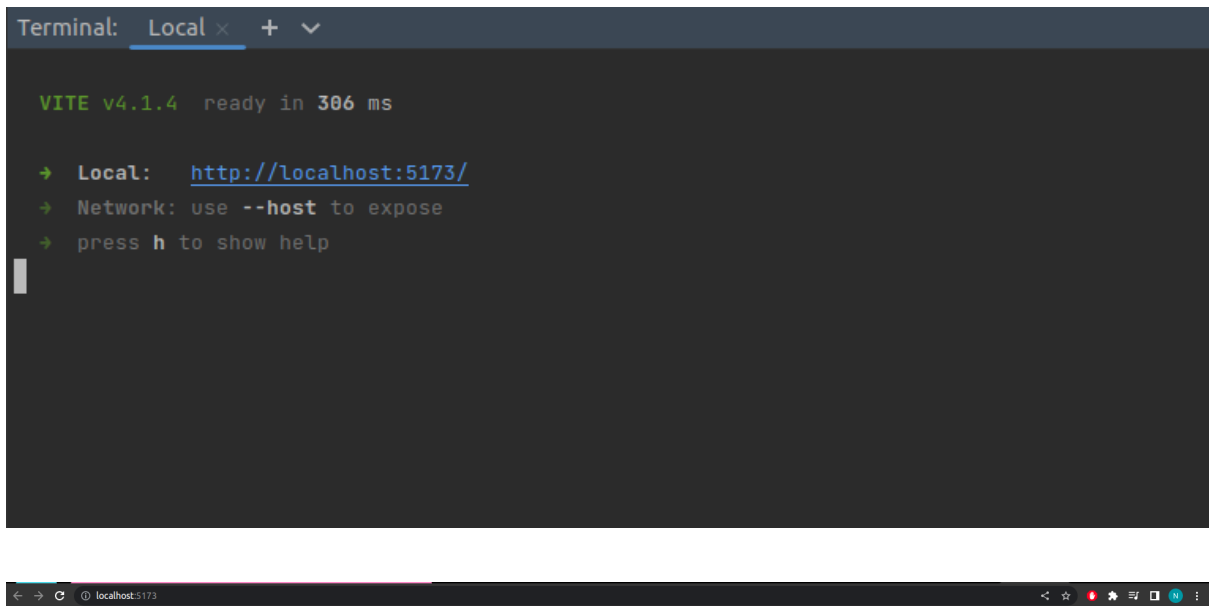 Terminal: Local × + 
VITE v4.1.4 ready in 306 ms
➜ Local: http://localhost:5173/
➜ Network: use --host to expose
➜ press h to show help
localhost:5173
N